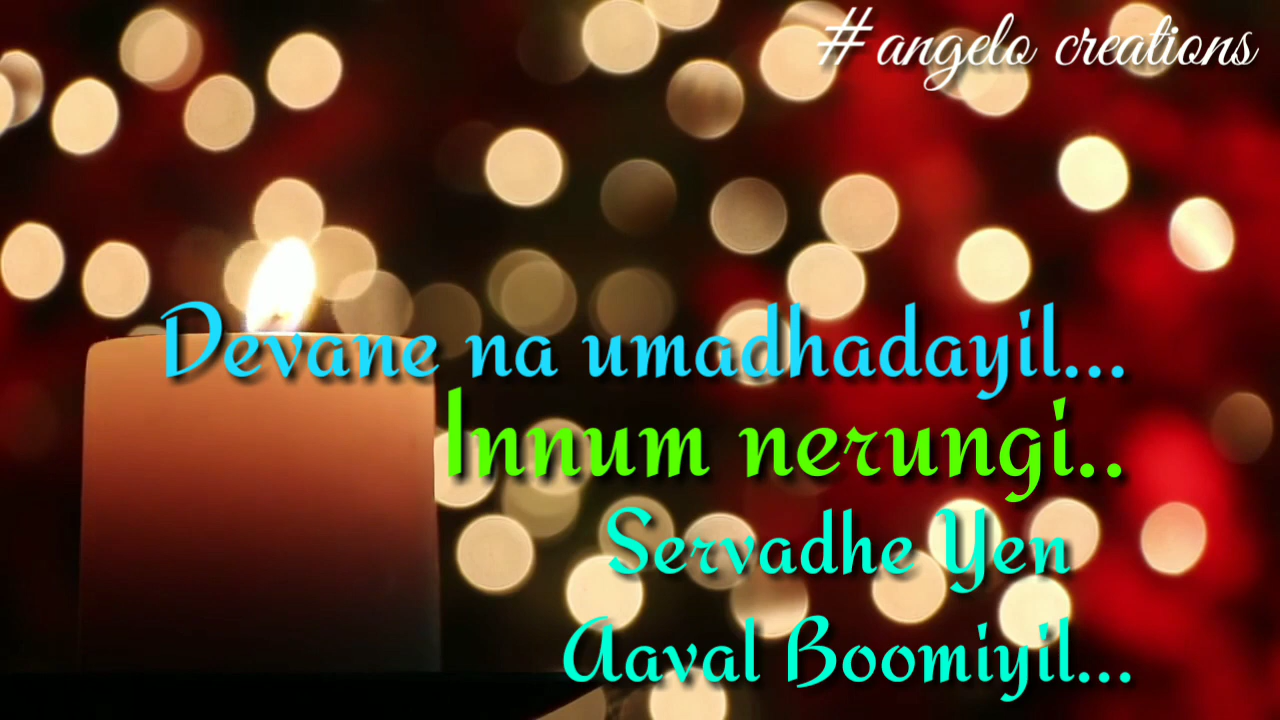 #angelo creations
Devane na umadhadayil...
Innum nerungi..
Servadhe Yen
Aaval Boomiyil...